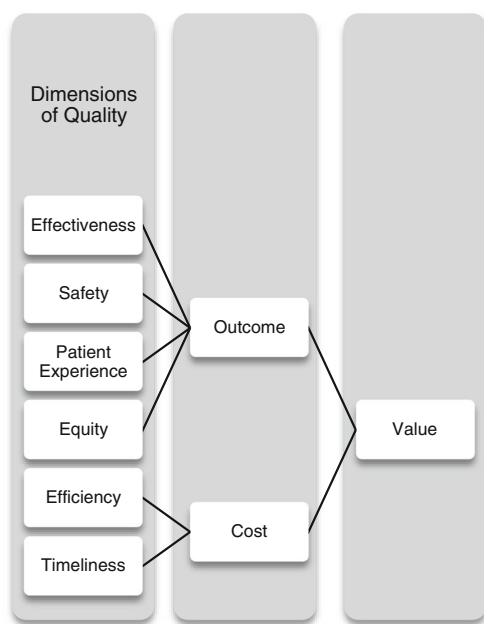 Dimensions
of Quality
Effectiveness
Safety
Patient
Experience
Equity
Efficiency
Timeliness
Outcome
Cost
Value